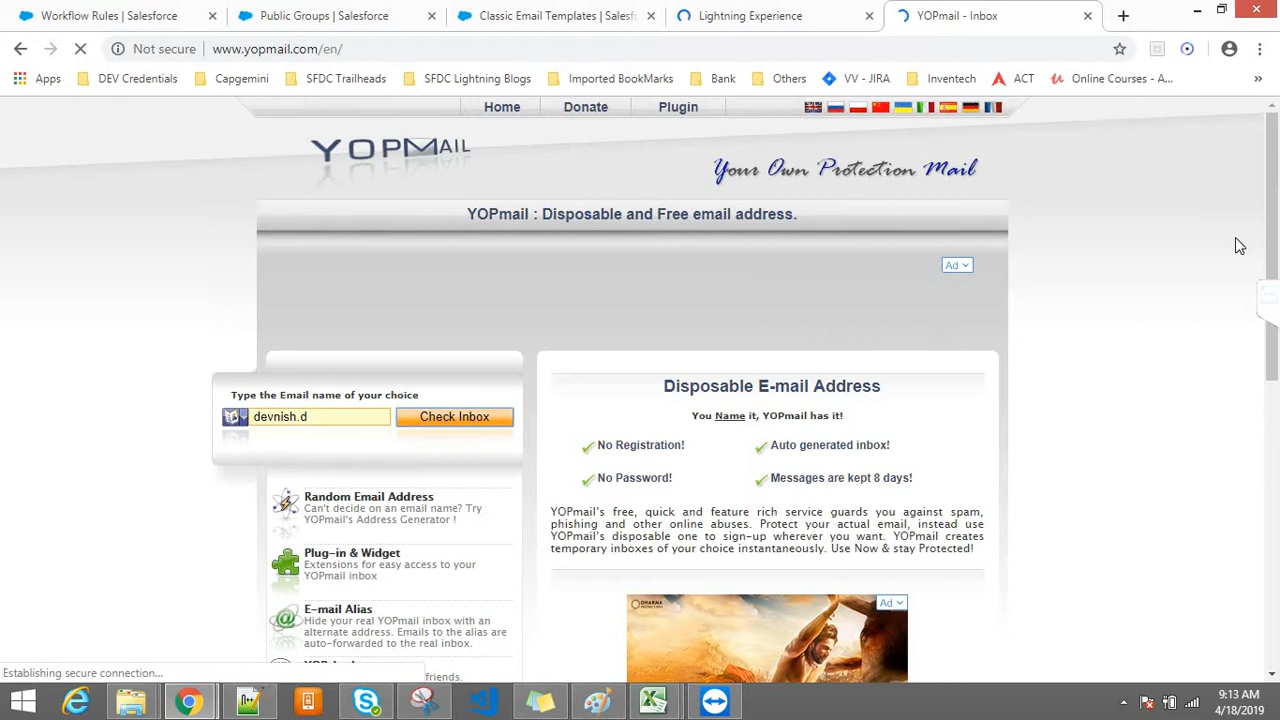 Workflow Rules | Salesforce
Public Groups | Salesforce
Classic Email Templates | Salesf
Lightning Experience
YOPmail - Inbox
Not secure
www.yopmail.com/en/
Apps
DEV Credentials
Capgemini
SFDC Trailheads
SFDC Lightning Blogs
Imported BookMarks
Bank
Others
VV - JIRA
Inventech
ACT
Online Courses - A...
Home
Donate
Plugin
YOPMAIL
Your Own Protection Mail
YOPmail : Disposable and Free email address.
Ad
Type the Email name of your choice
devnish.d
Check Inbox
Random Email Address
Can't decide on an email name? Try
YOPmail's Address Generator !
Plug-in & Widget
Extensions for easy access to your
YOPmail inbox
E-mail Alias
Hide your real YOPmail inbox with an
alternate address. Emails to the alias are
auto-forwarded to the real inbox.
friends.
Disposable E-mail Address
You Name it, YOPmail has it!
No Registration!
Auto generated inbox!
No Password!
Messages are kept 8 days!
YOPmail's free, quick and feature rich service guards you against spam,
phishing and other online abuses. Protect your actual email, instead use
YOPmail's disposable one to sign-up wherever you want. YOPmail creates
temporary inboxes of your choice instantaneously. Use Now & stay Protected!
DHARMA
Ad
Establishing secure connection...
9:13 AM
4/18/2019